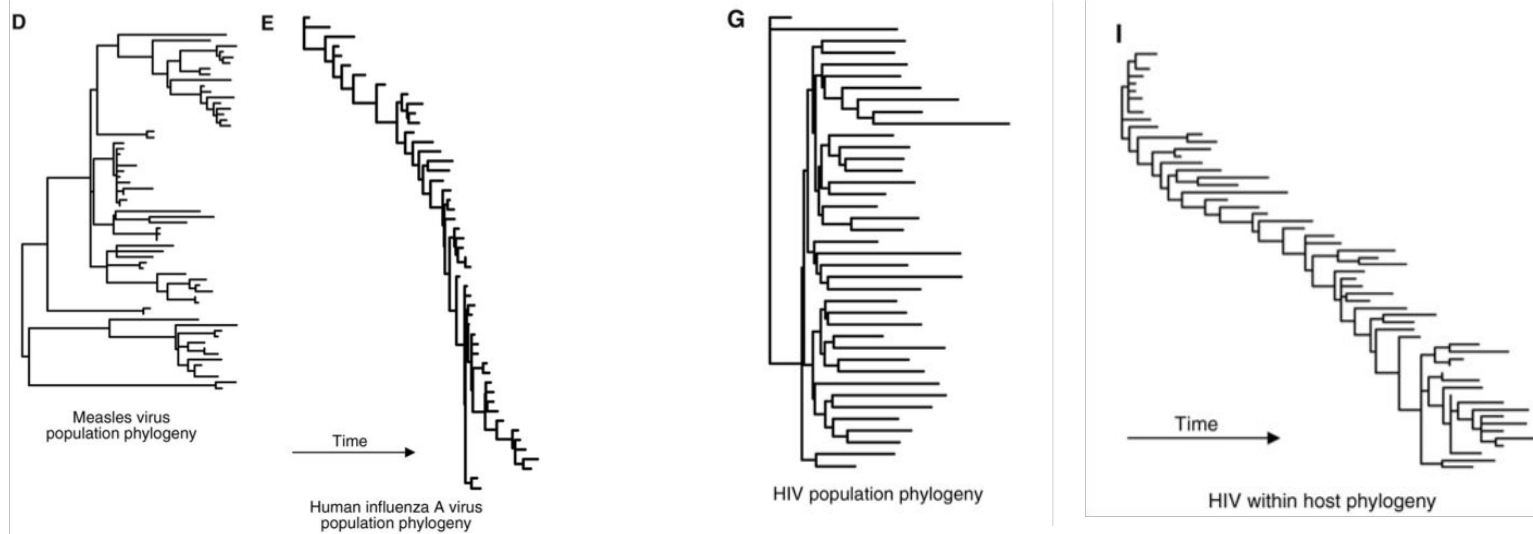 D
Measles virus
population phylogeny
E
Time
Human influenza A virus
population phylogeny
G
HIV population phylogeny
I
Time
HIV within host phylogeny